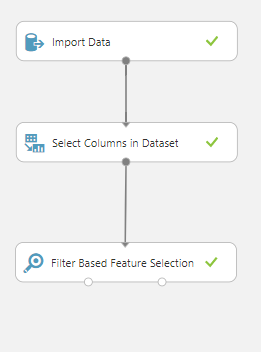 Import Data
Select Columns in Dataset
Filter Based Feature Selection